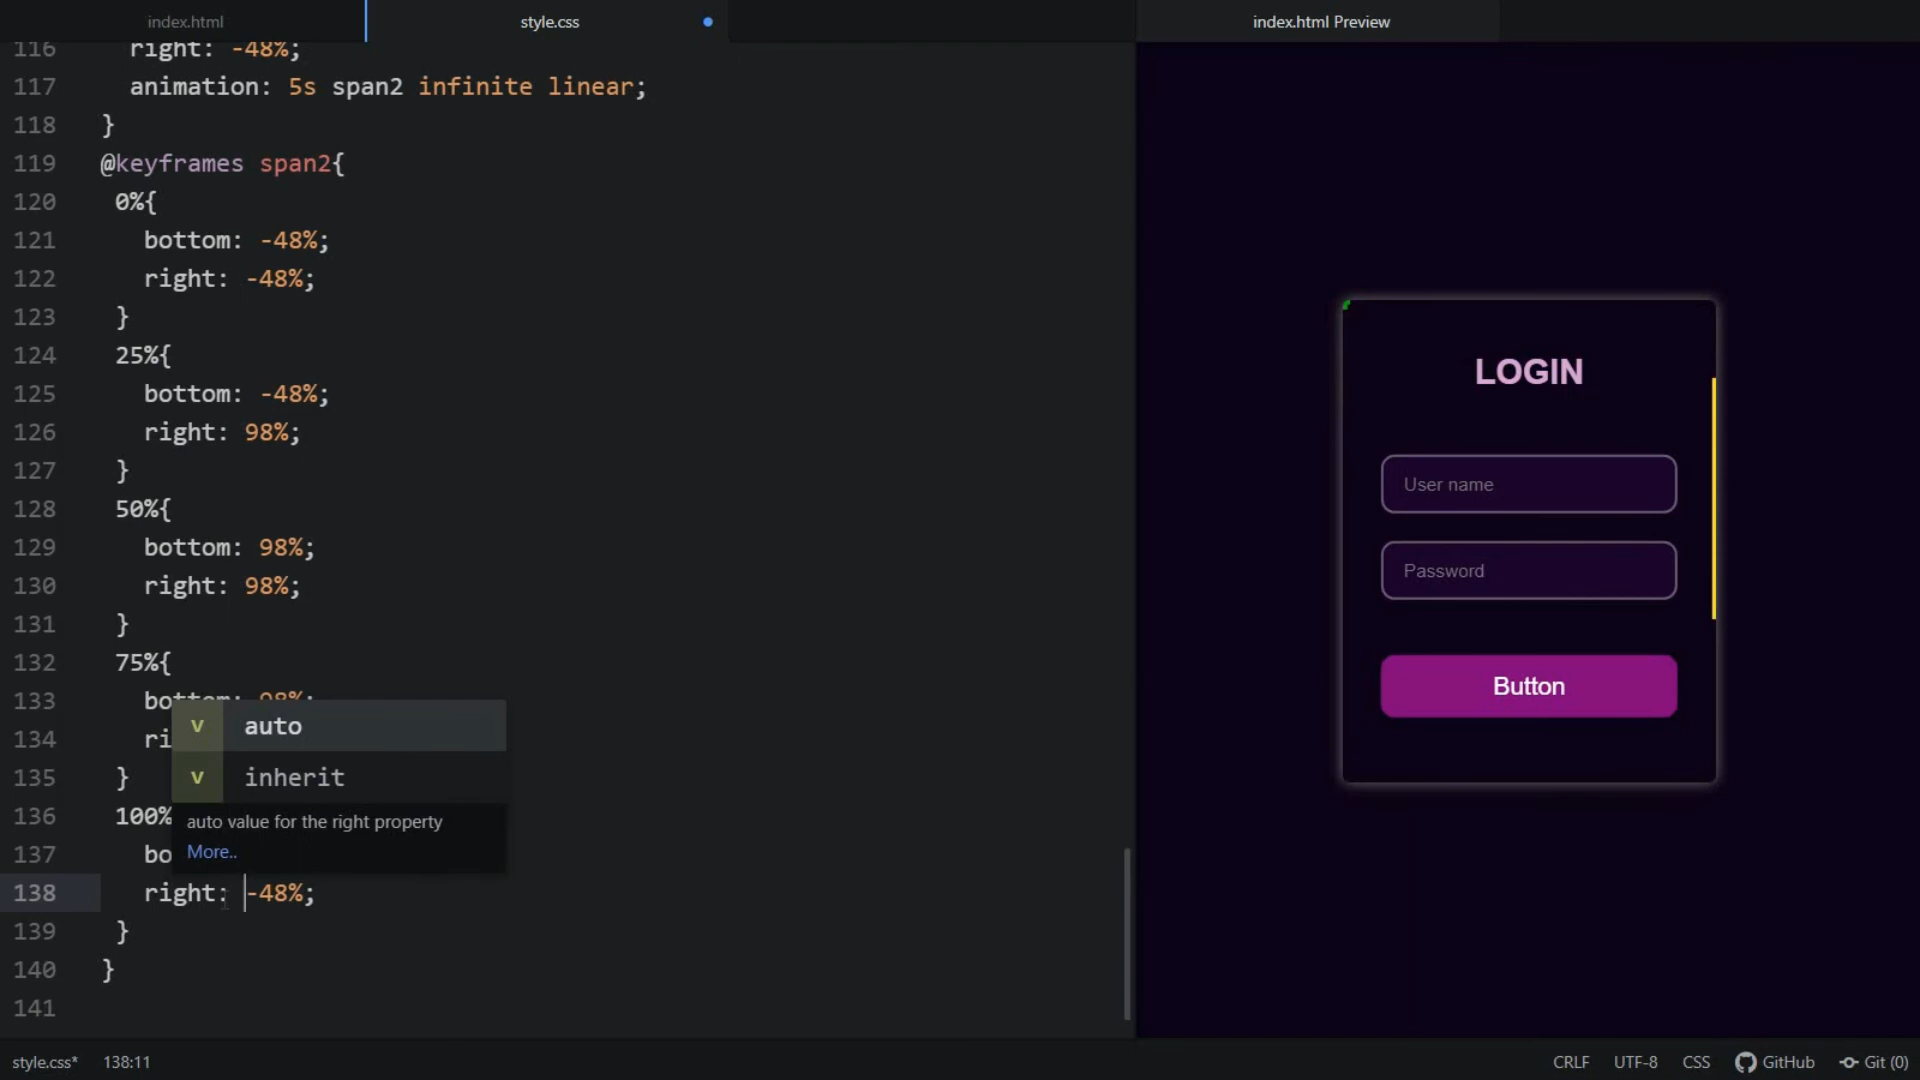 index.html
style.css
index.html Preview
116 right: -48%;
117 animation: 5s span2 infinite linear;
118 }
119 @keyframes span2{
120 0%{
121 bottom: -48%;
122 right: -48%;
123 }
124 25%{
125 bottom: -48%;
126 right: 98%;
127 }
128 50%{
129 bottom: 98%;
130 right: 98%;
131 }
132 75%{
133 bottom: 98%;
134 ri
135 }
136 100%
137 bo
138 right: -48%;
139 }
140 }
141
v auto
v inherit
auto value for the right property
More..
LOGIN
User name
Password
Button
style.css* 138:11
CRLF UTF-8 CSS GitHub Git (0)